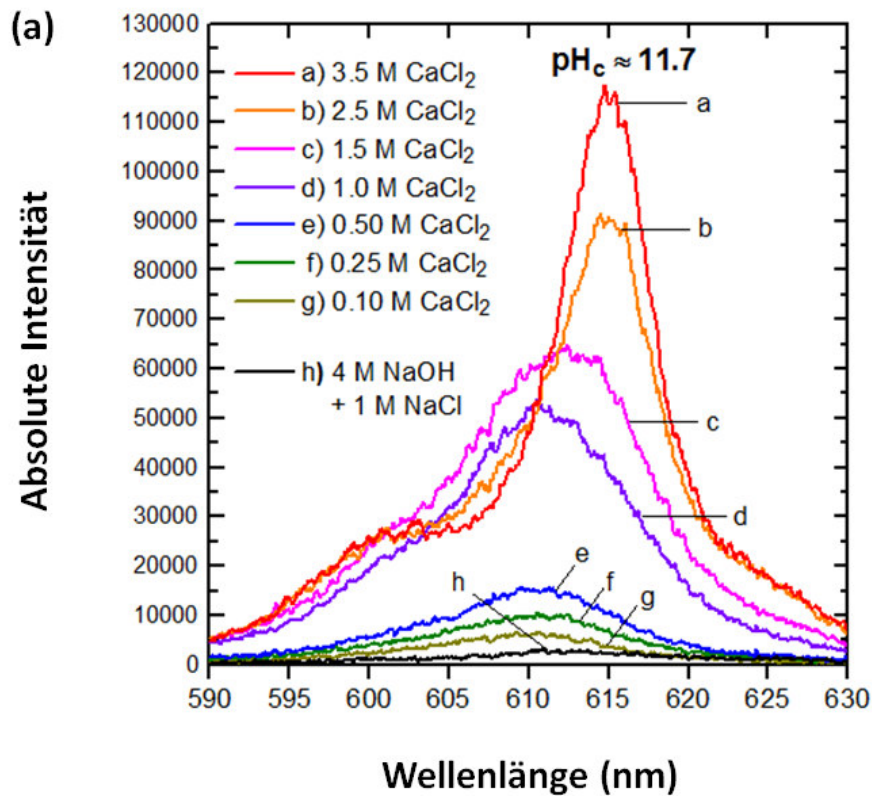 (a)
130000
120000
110000
100000
90000
80000
70000
60000
50000
40000
30000
20000
10000
0
Absolute Intensität
a) 3.5 M CaCl₂
b) 2.5 M CaCl₂
c) 1.5 M CaCl₂
d) 1.0 M CaCl₂
e) 0.50 M CaCl₂
f) 0.25 M CaCl₂
g) 0.10 M CaCl₂
h) 4 M NaOH
+ 1 M NaCl
pH꜀ ≈ 11.7
a
b
c
d
e
f
g
h
590 595 600 605 610 615 620 625 630
Wellenlänge (nm)